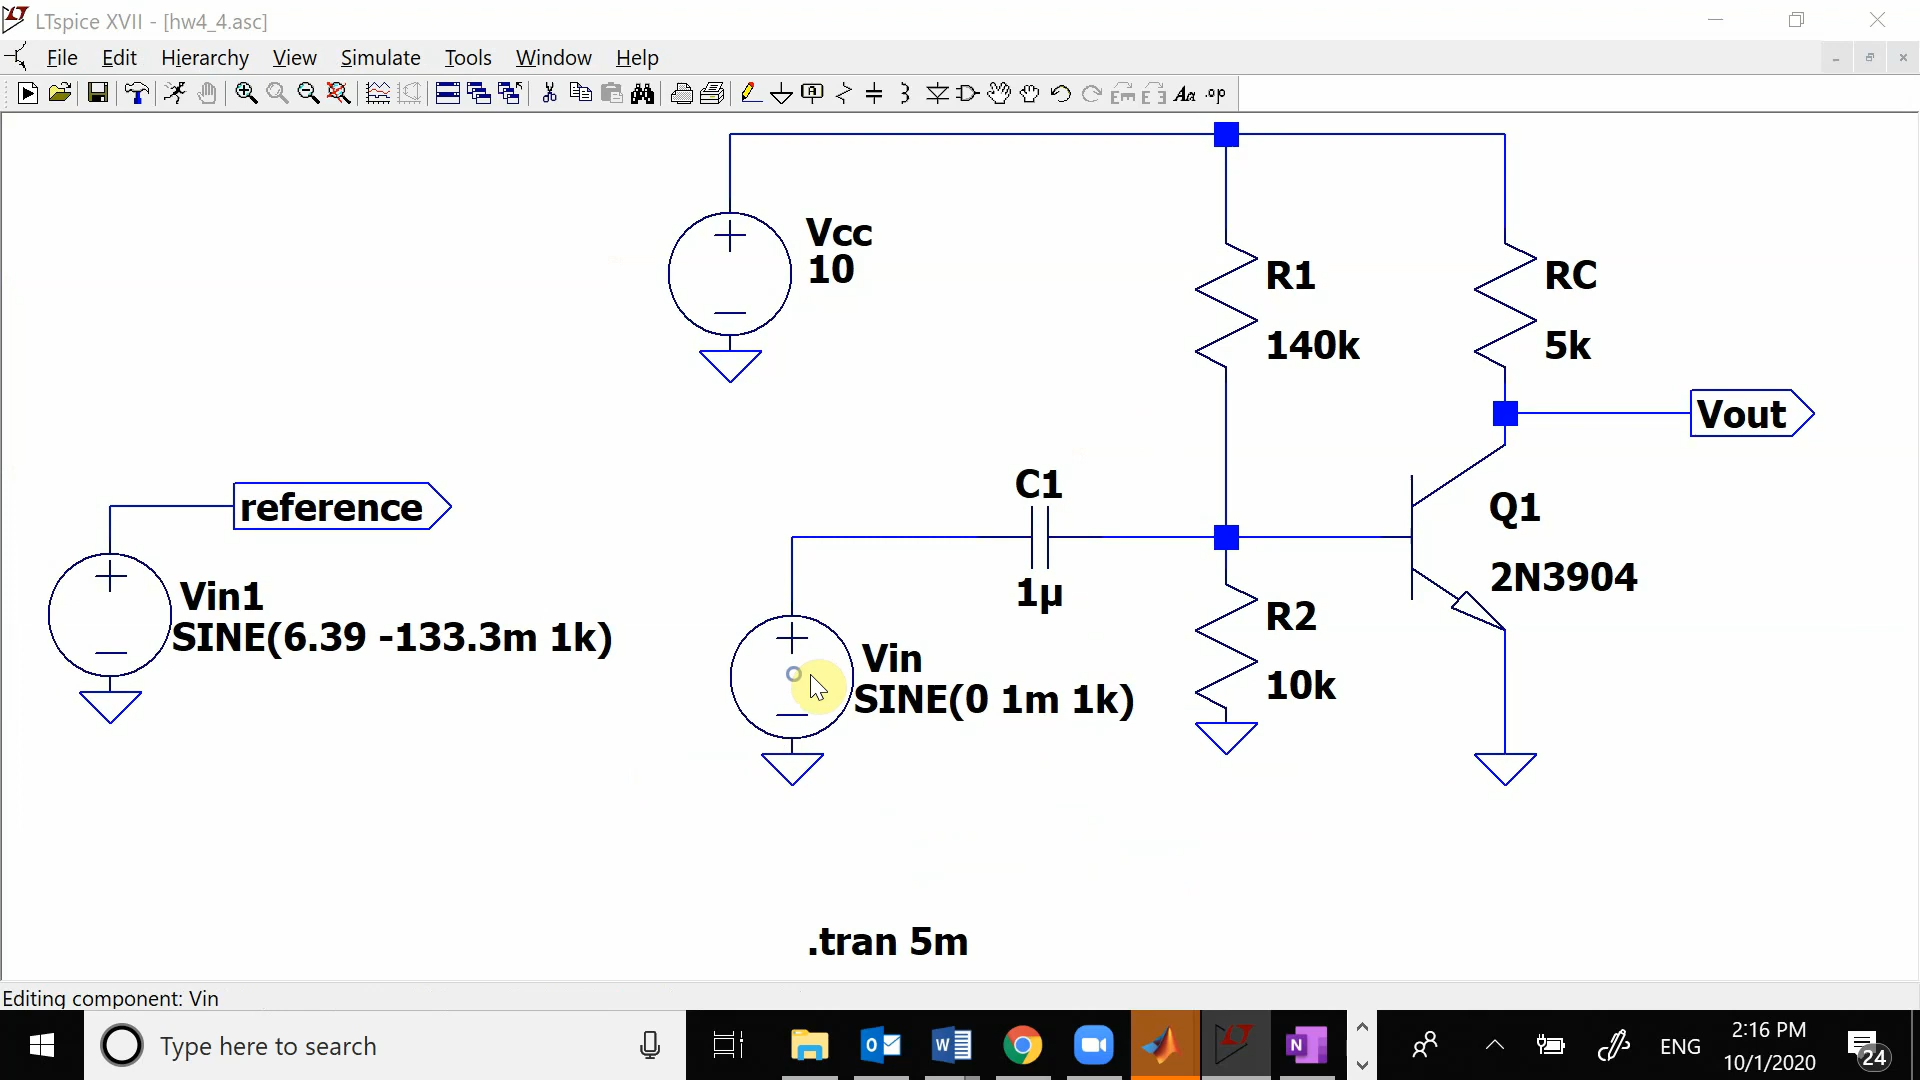 LTspice XVII - [hw4_4.asc]
File Edit Hierarchy View Simulate Tools Window Help
Vcc
10
R1
140k
RC
5k
Vout
reference
C1
1µ
Q1
2N3904
Vin1
SINE(6.39 -133.3m 1k)
Vin
SINE(0 1m 1k)
R2
10k
.tran 5m
Editing component: Vin
Type here to search
ENG
2:16 PM
10/1/2020
24